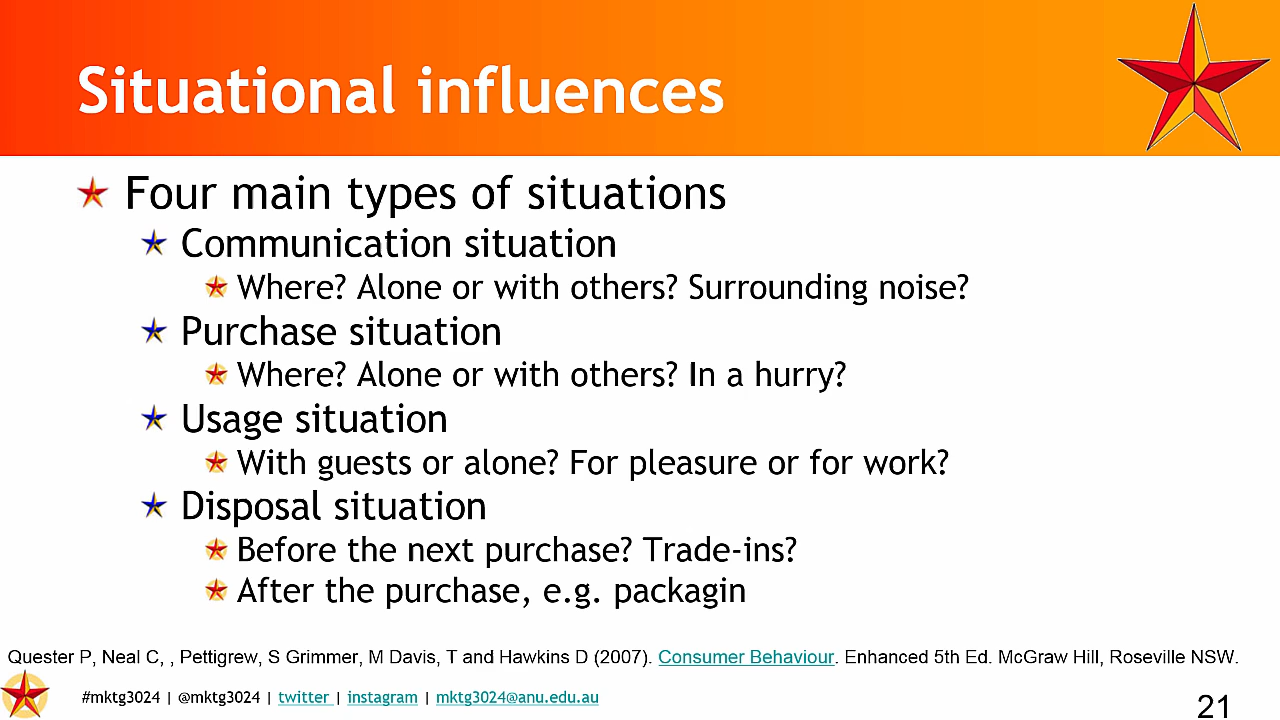 Situational influences
Four main types of situations
Communication situation
Where? Alone or with others? Surrounding noise?
Purchase situation
Where? Alone or with others? In a hurry?
Usage situation
With guests or alone? For pleasure or for work?
Disposal situation
Before the next purchase? Trade-ins?
After the purchase, e.g. packagin
Quester P, Neal C, , Pettigrew, S Grimmer, M Davis, T and Hawkins D (2007). Consumer Behaviour. Enhanced 5th Ed. McGraw Hill, Roseville NSW.
#mktg3024 | @mktg3024 | twitter | instagram | mktg3024@anu.edu.au
21